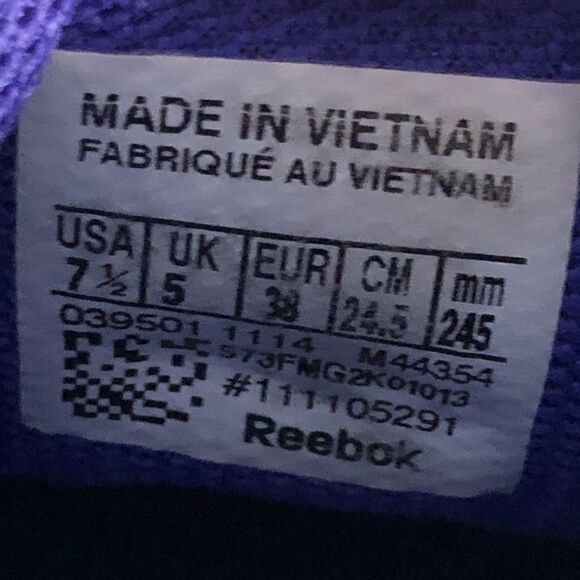 MADE IN VIETNAM
FABRIQUÉ AU VIETNAM
USA UK EUR CM mm
7 ½ 5 38 24.5 245
039501 1114 M44354
573FMG2K01013
#111105291
Reebok